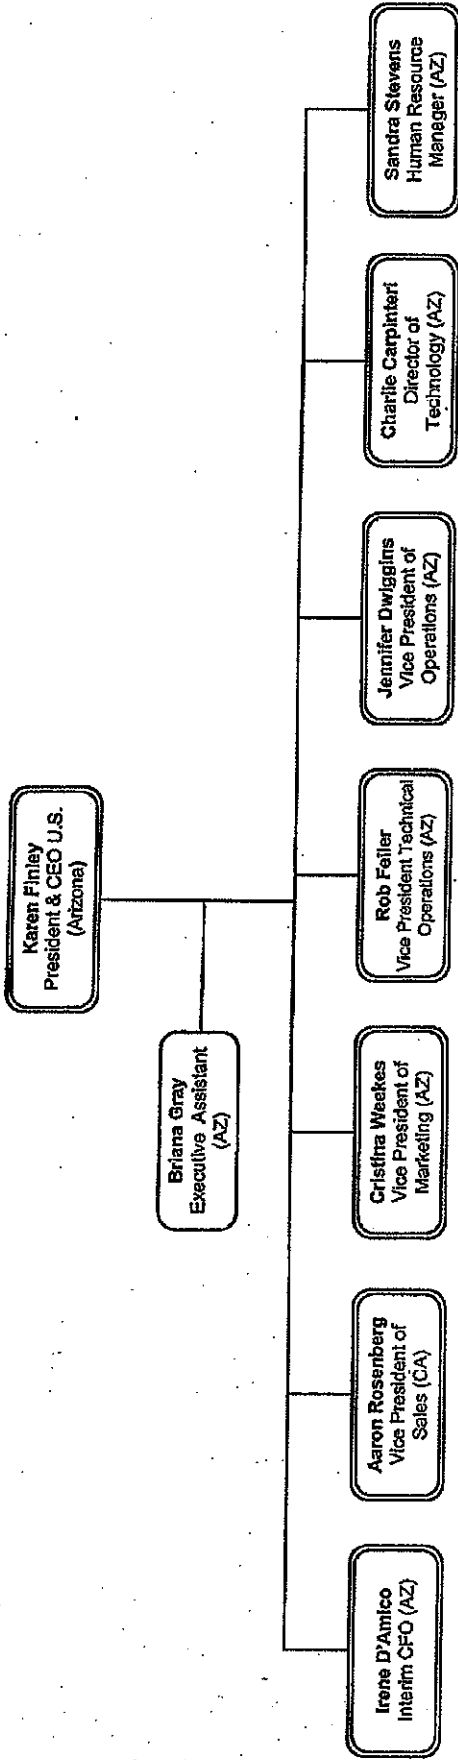 Karen Finley
President & CEO U.S.
(Arizona)
Briana Gray
Executive Assistant
(AZ)
Irene D'Amico
Interim CFO (AZ)
Aaron Rosenberg
Vice President of
Sales (CA)
Cristina Weekes
Vice President of
Marketing (AZ)
Rob Feiler
Vice President Technical
Operations (AZ)
Jennifer Dwiggins
Vice President of
Operations (AZ)
Charlie Carpinteri
Director of
Technology (AZ)
Sandra Stevens
Human Resource
Manager (AZ)